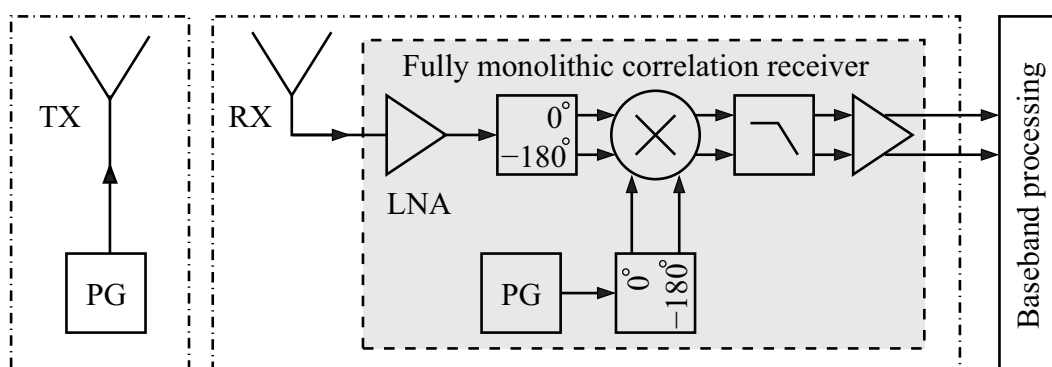 Fully monolithic correlation receiver
TX
RX
0°
−180°
LNA
PG
PG
0°
−180°
Baseband processing